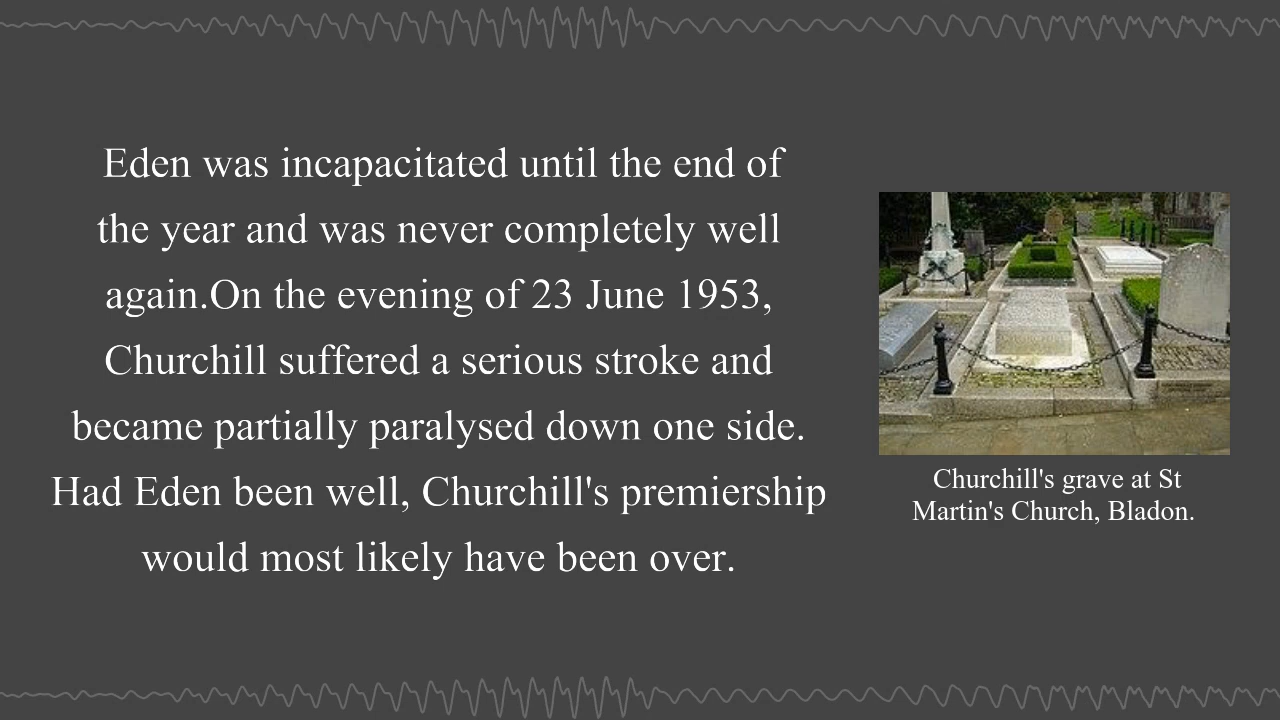 Eden was incapacitated until the end of
the year and was never completely well
again.On the evening of 23 June 1953,
Churchill suffered a serious stroke and
became partially paralysed down one side.
Had Eden been well, Churchill's premiership
would most likely have been over.
Churchill's grave at St
Martin's Church, Bladon.